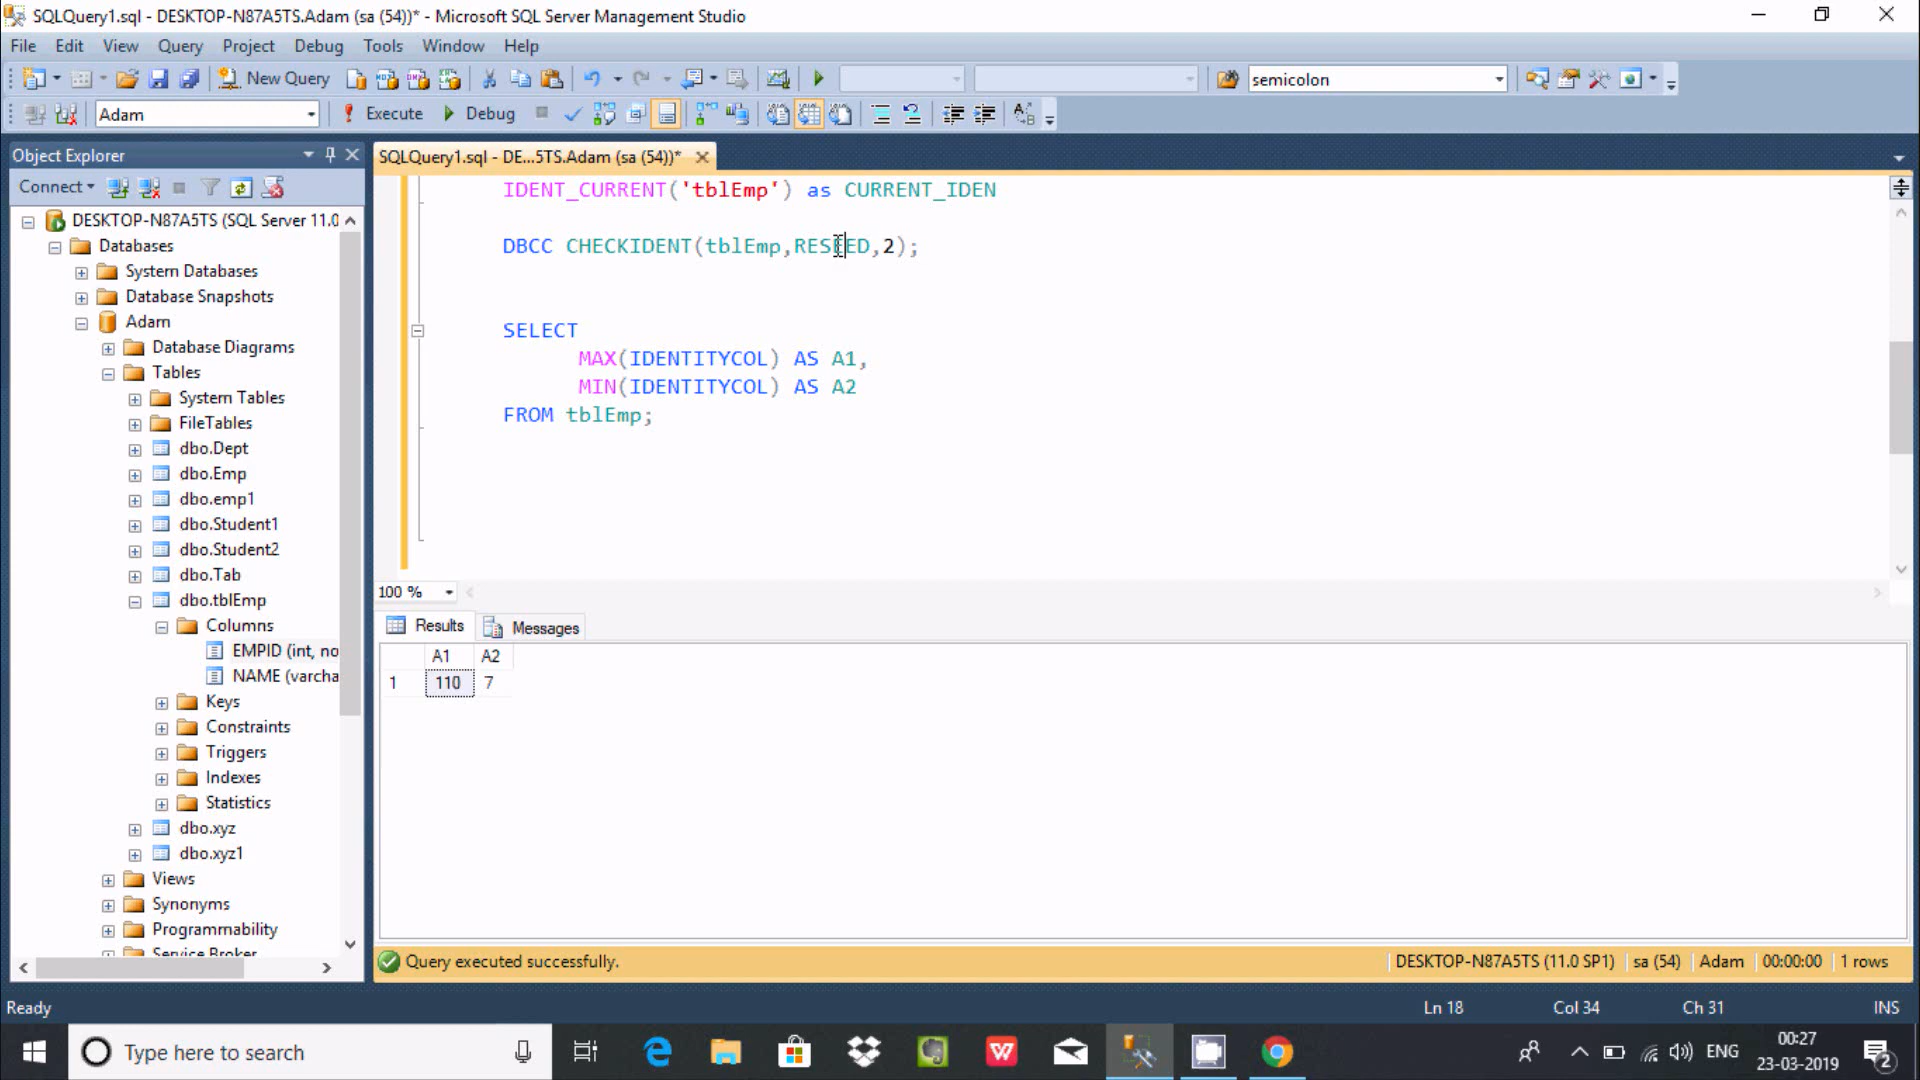 SQLQuery1.sql - DESKTOP-N87A5TS.Adam (sa (54))* - Microsoft SQL Server Management Studio
File Edit View Query Project Debug Tools Window Help
New Query semicolon
Adam Execute Debug
Object Explorer
SQLQuery1.sql - DE...5TS.Adam (sa (54))*
Connect
DESKTOP-N87A5TS (SQL Server 11.0
Databases
System Databases
Database Snapshots
Adam
Database Diagrams
Tables
System Tables
FileTables
dbo.Dept
dbo.Emp
dbo.emp1
dbo.Student1
dbo.Student2
dbo.Tab
dbo.tblEmp
Columns
EMPID (int, no
NAME (varcha
Keys
Constraints
Triggers
Indexes
Statistics
dbo.xyz
dbo.xyz1
Views
Synonyms
Programmability
Service Broker
IDENT_CURRENT('tblEmp') as CURRENT_IDEN
DBCC CHECKIDENT(tblEmp,RESEED,2);
SELECT
MAX(IDENTITYCOL) AS A1,
MIN(IDENTITYCOL) AS A2
FROM tblEmp;
100 %
Results Messages
A1 A2
1 110 7
Query executed successfully. DESKTOP-N87A5TS (11.0 SP1) sa (54) Adam 00:00:00 1 rows
Ready Ln 18 Col 34 Ch 31 INS
Type here to search
ENG
00:27
23-03-2019
2